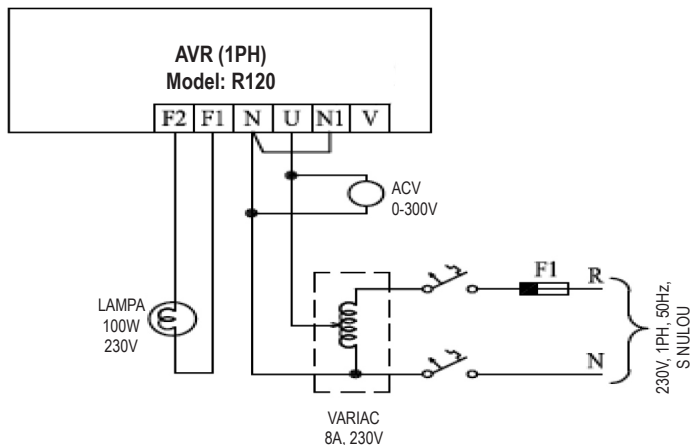 AVR (1PH)
Model: R120
F2 F1 N U N1 V
ACV
0-300V
F1
R
LAMPA
100W
230V
N
230V, 1PH, 50Hz,
S NULOU
VARIAC
8A, 230V